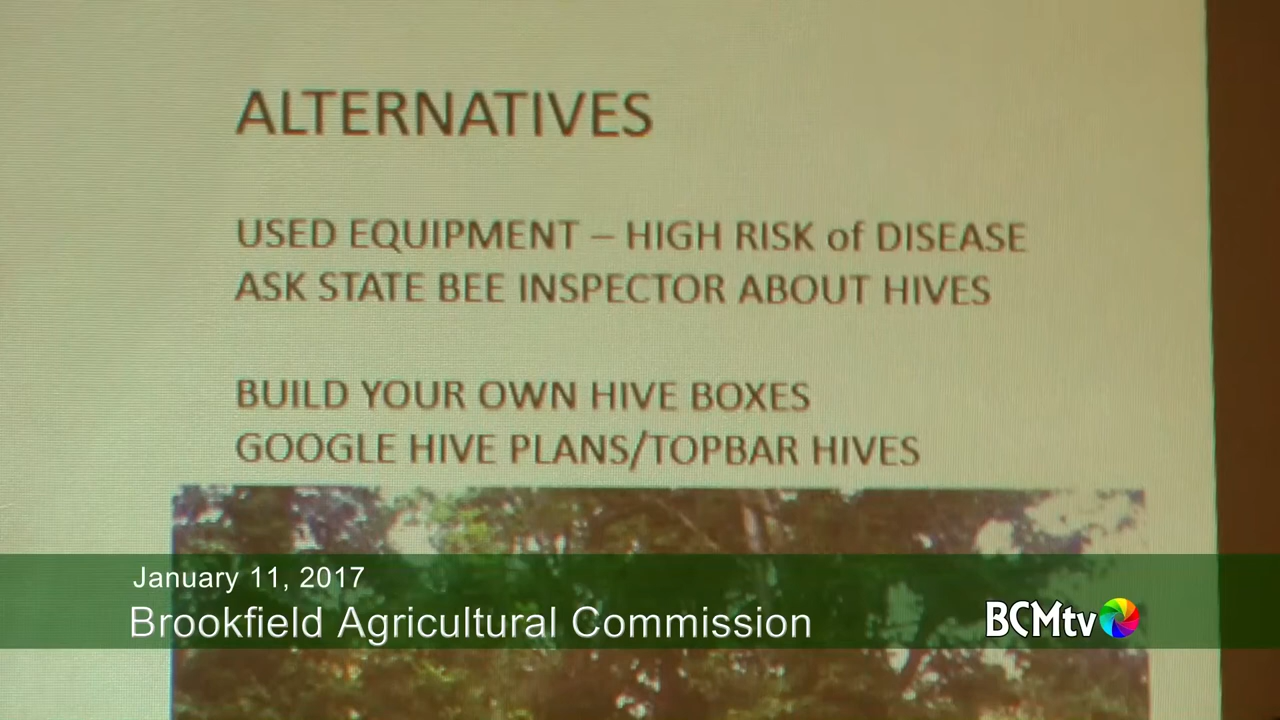 ALTERNATIVES
USED EQUIPMENT – HIGH RISK of DISEASE
ASK STATE BEE INSPECTOR ABOUT HIVES
BUILD YOUR OWN HIVE BOXES
GOOGLE HIVE PLANS/TOPBAR HIVES
January 11, 2017
Brookfield Agricultural Commission
BCMtv